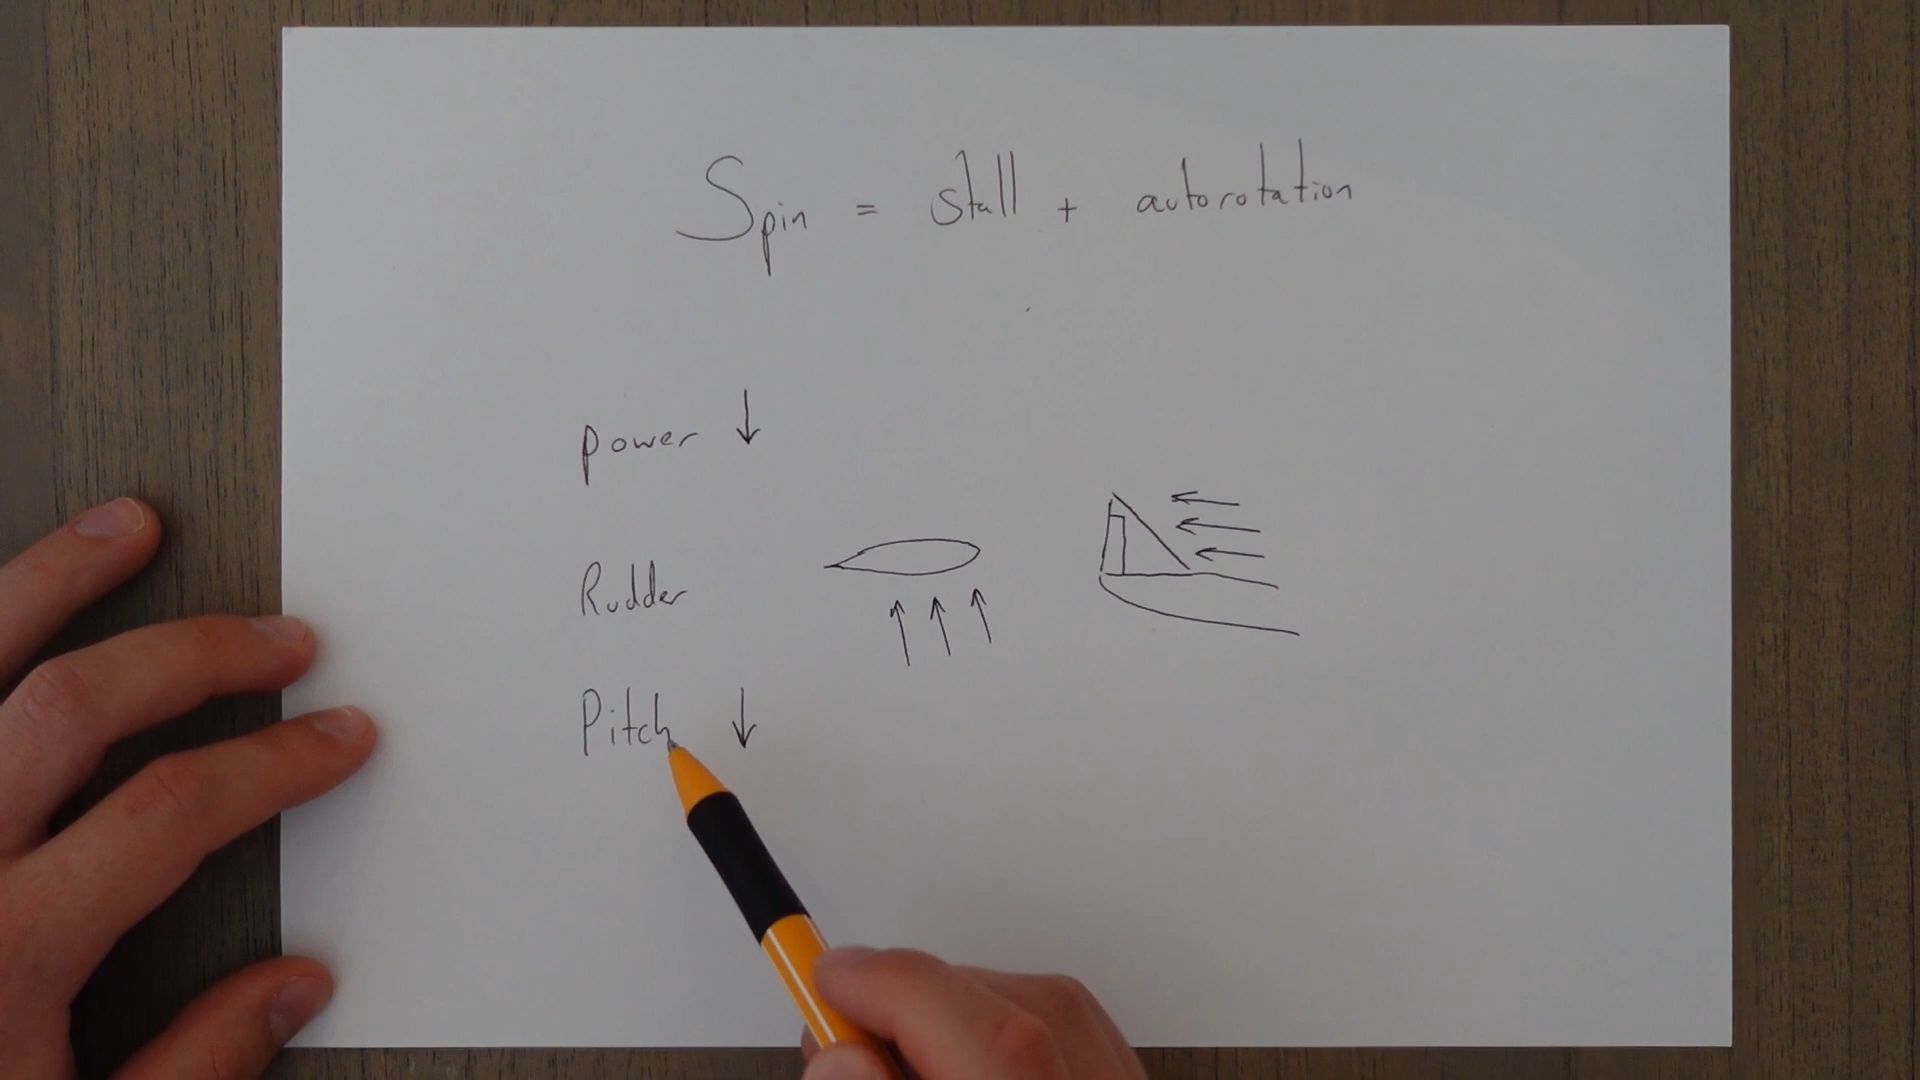 Spin = stall + autorotation
power ↓
Rudder
Pitch ↓